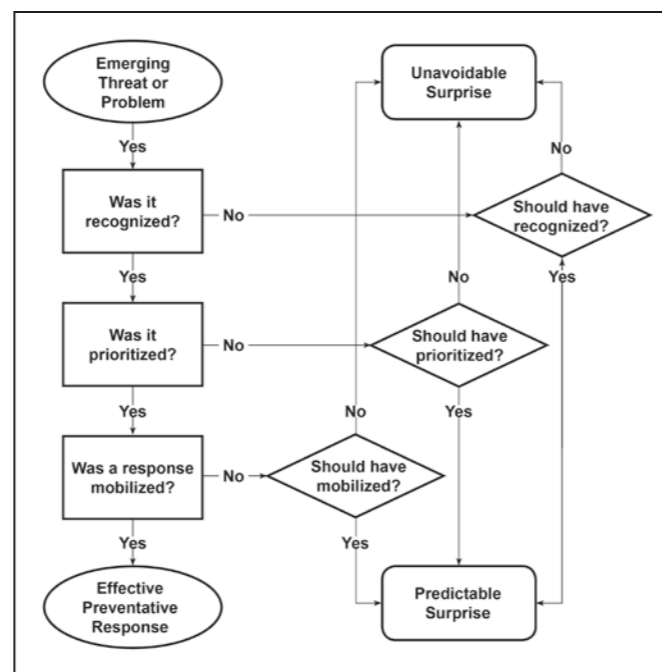 Emerging
Threat or
Problem
Unavoidable
Surprise
Yes
No
Was it
recognized?
No
Should have
recognized?
Yes
No
Yes
Was it
prioritized?
No
Should have
prioritized?
Yes
No
Yes
Was a response
mobilized?
No
Should have
mobilized?
Yes
Yes
Effective
Preventative
Response
Predictable
Surprise